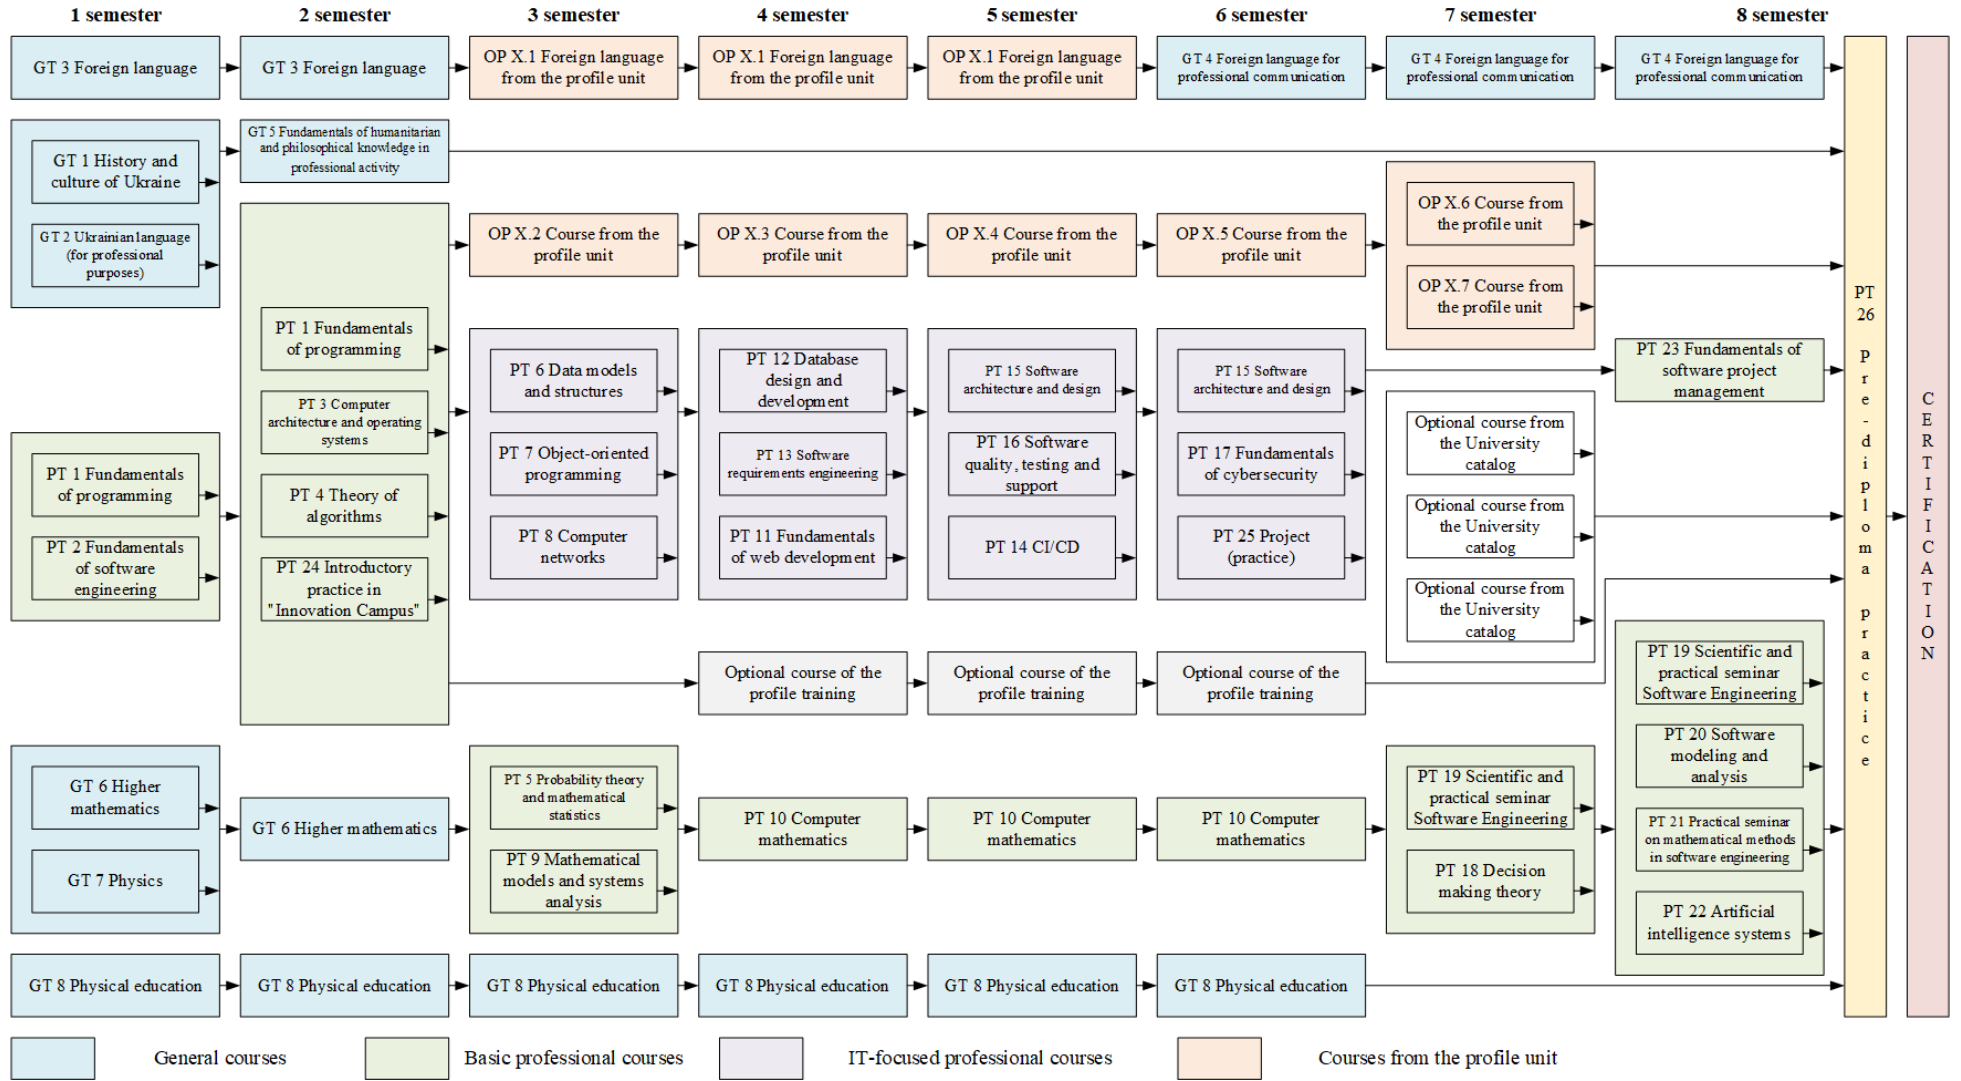 1 semester
2 semester
3 semester
4 semester
5 semester
6 semester
7 semester
8 semester
GT 3 Foreign language
GT 3 Foreign language
OP X.1 Foreign language
from the profile unit
OP X.1 Foreign language
from the profile unit
OP X.1 Foreign language
from the profile unit
GT 4 Foreign language for
professional communication
GT 4 Foreign language for
professional communication
GT 4 Foreign language for
professional communication
GT 1 History and
culture of Ukraine
GT 2 Ukrainian language
(for professional
purposes)
GT 5 Fundamentals of humanitarian
and philosophical knowledge in
professional activity
OP X.2 Course from the
profile unit
OP X.3 Course from the
profile unit
OP X.4 Course from the
profile unit
OP X.5 Course from the
profile unit
OP X.6 Course from
the profile unit
OP X.7 Course from
the profile unit
PT 1 Fundamentals
of programming
PT 2 Fundamentals
of software
engineering
PT 1 Fundamentals
of programming
PT 3 Computer
architecture and operating
systems
PT 4 Theory of
algorithms
PT 24 Introductory
practice in
"Innovation Campus"
PT 6 Data models
and structures
PT 7 Object-oriented
programming
PT 8 Computer
networks
PT 12 Database
design and
development
PT 13 Software
requirements engineering
PT 11 Fundamentals
of web development
PT 15 Software
architecture and design
PT 16 Software
quality, testing and
support
PT 14 CI/CD
PT 15 Software
architecture and design
PT 17 Fundamentals
of cybersecurity
PT 25 Project
(practice)
PT 23 Fundamentals of
software project
management
Optional course from
the University
catalog
Optional course from
the University
catalog
Optional course from
the University
catalog
Optional course of the
profile training
Optional course of the
profile training
Optional course of the
profile training
GT 6 Higher
mathematics
GT 7 Physics
GT 6 Higher mathematics
PT 5 Probability theory
and mathematical
statistics
PT 9 Mathematical
models and systems
analysis
PT 10 Computer
mathematics
PT 10 Computer
mathematics
PT 10 Computer
mathematics
PT 19 Scientific and
practical seminar
Software Engineering
PT 18 Decision
making theory
PT 19 Scientific and
practical seminar
Software Engineering
PT 20 Software
modeling and
analysis
PT 21 Practical seminar
on mathematical methods
in software engineering
PT 22 Artificial
intelligence systems
GT 8 Physical education
GT 8 Physical education
GT 8 Physical education
GT 8 Physical education
GT 8 Physical education
GT 8 Physical education
PT 26 Pre-diploma practice
CERTIFICATION
General courses
Basic professional courses
IT-focused professional courses
Courses from the profile unit